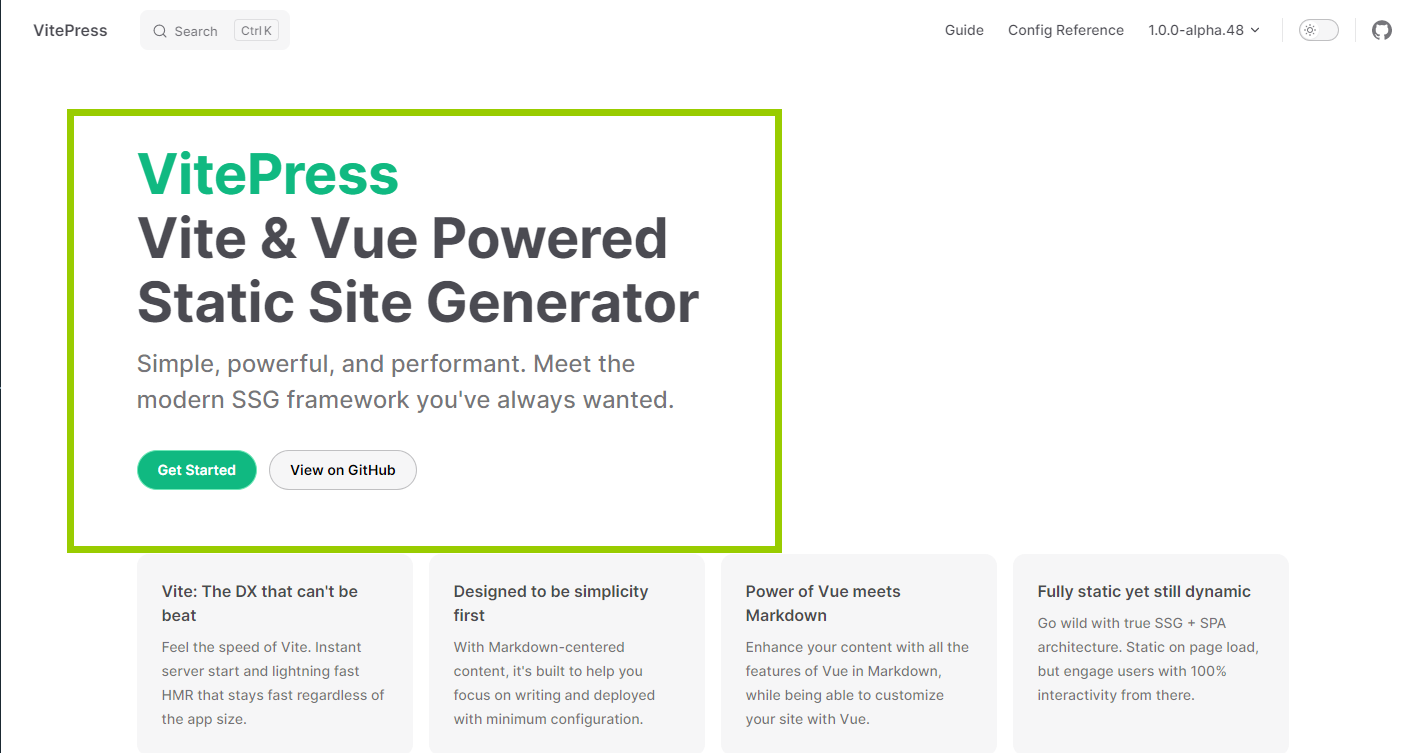 VitePress
Search Ctrl K
Guide Config Reference 1.0.0-alpha.48
VitePress
Vite & Vue Powered
Static Site Generator
Simple, powerful, and performant. Meet the
modern SSG framework you've always wanted.
Get Started View on GitHub
Vite: The DX that can't be
beat
Feel the speed of Vite. Instant
server start and lightning fast
HMR that stays fast regardless of
the app size.
Designed to be simplicity
first
With Markdown-centered
content, it's built to help you
focus on writing and deployed
with minimum configuration.
Power of Vue meets
Markdown
Enhance your content with all the
features of Vue in Markdown,
while being able to customize
your site with Vue.
Fully static yet still dynamic
Go wild with true SSG + SPA
architecture. Static on page load,
but engage users with 100%
interactivity from there.